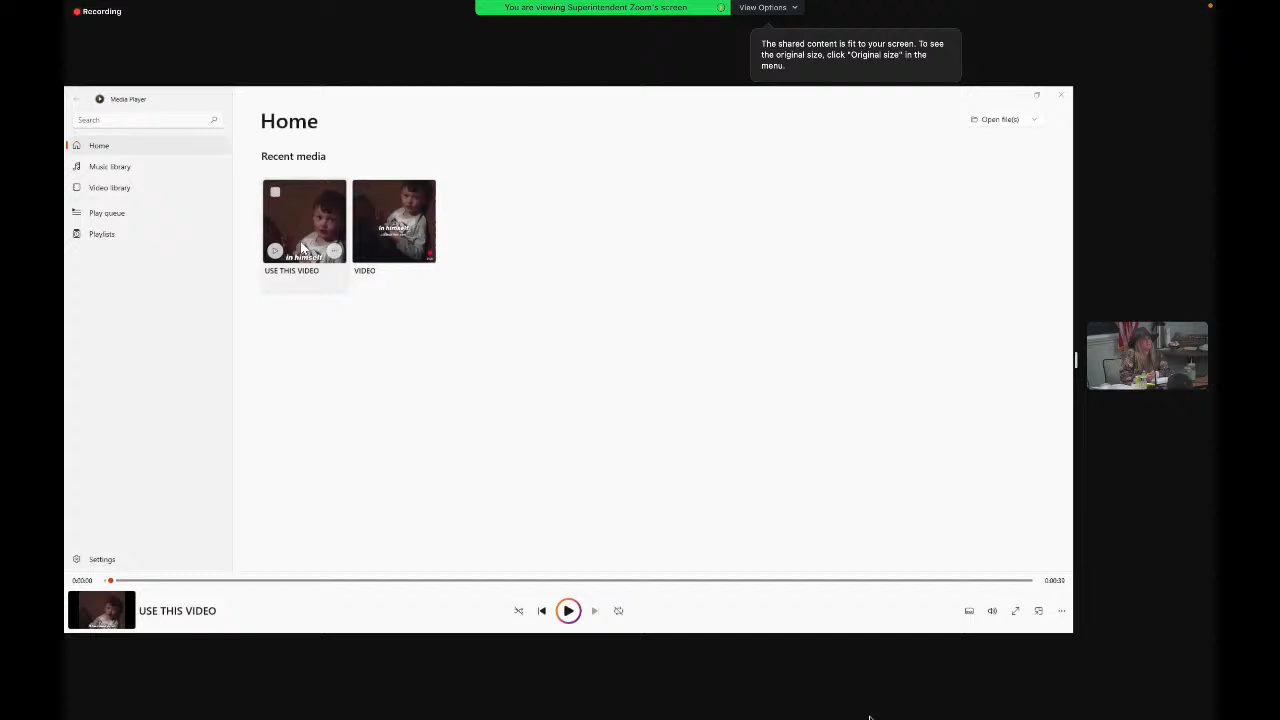 Recording
You are viewing Superintendent Zoom's screen
View Options
The shared content is fit to your screen. To see
the original size, click "Original size" in the
menu.
Media Player
Search
Home
Music library
Video library
Play queue
Playlists
Settings
Home
Open file(s)
Recent media
in himself
USE THIS VIDEO
in himself
VIDEO
0:00:00
0:00:39
USE THIS VIDEO